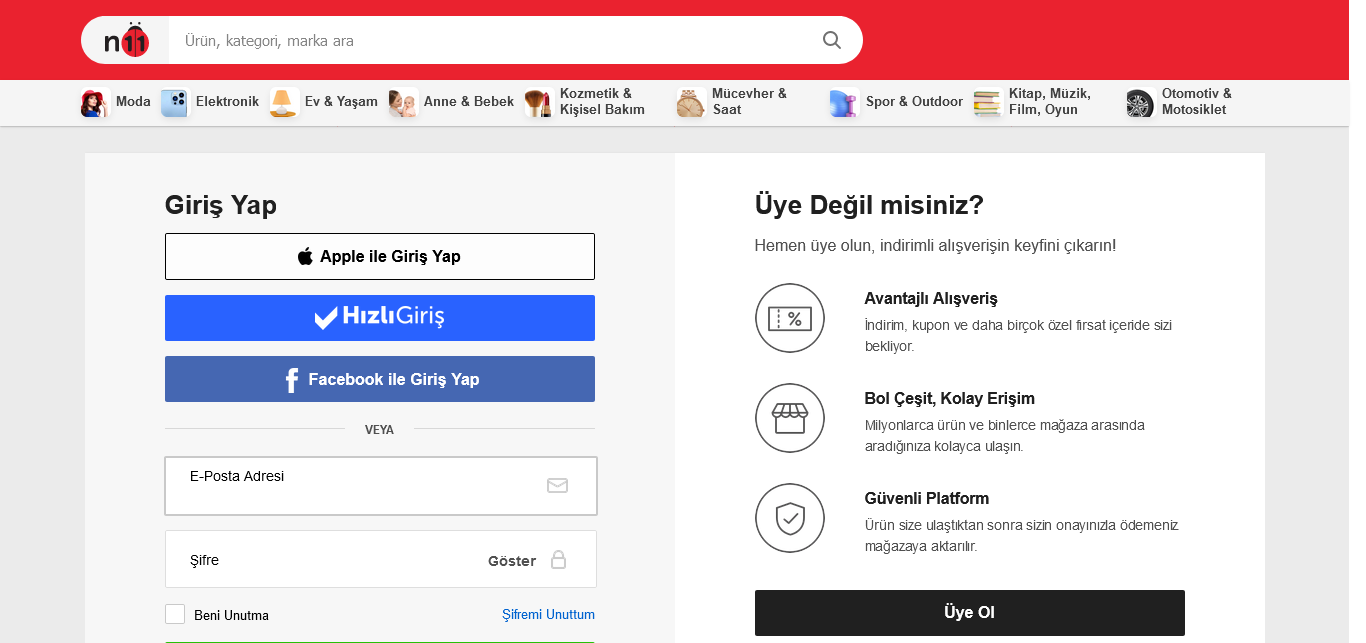 n11
Ürün, kategori, marka ara
Moda
Elektronik
Ev & Yaşam
Anne & Bebek
Kozmetik &
Kişisel Bakım
Mücevher &
Saat
Spor & Outdoor
Kitap, Müzik,
Film, Oyun
Otomotiv &
Motosiklet
Giriş Yap
Apple ile Giriş Yap
HızlıGiriş
Facebook ile Giriş Yap
VEYA
E-Posta Adresi
Şifre
Göster
Beni Unutma
Şifremi Unuttum
Üye Değil misiniz?
Hemen üye olun, indirimli alışverişin keyfini çıkarın!
Avantajlı Alışveriş
İndirim, kupon ve daha birçok özel fırsat içeride sizi
bekliyor.
Bol Çeşit, Kolay Erişim
Milyonlarca ürün ve binlerce mağaza arasında
aradığınıza kolayca ulaşın.
Güvenli Platform
Ürün size ulaştıktan sonra sizin onayınızla ödemeniz
mağazaya aktarılır.
Üye Ol